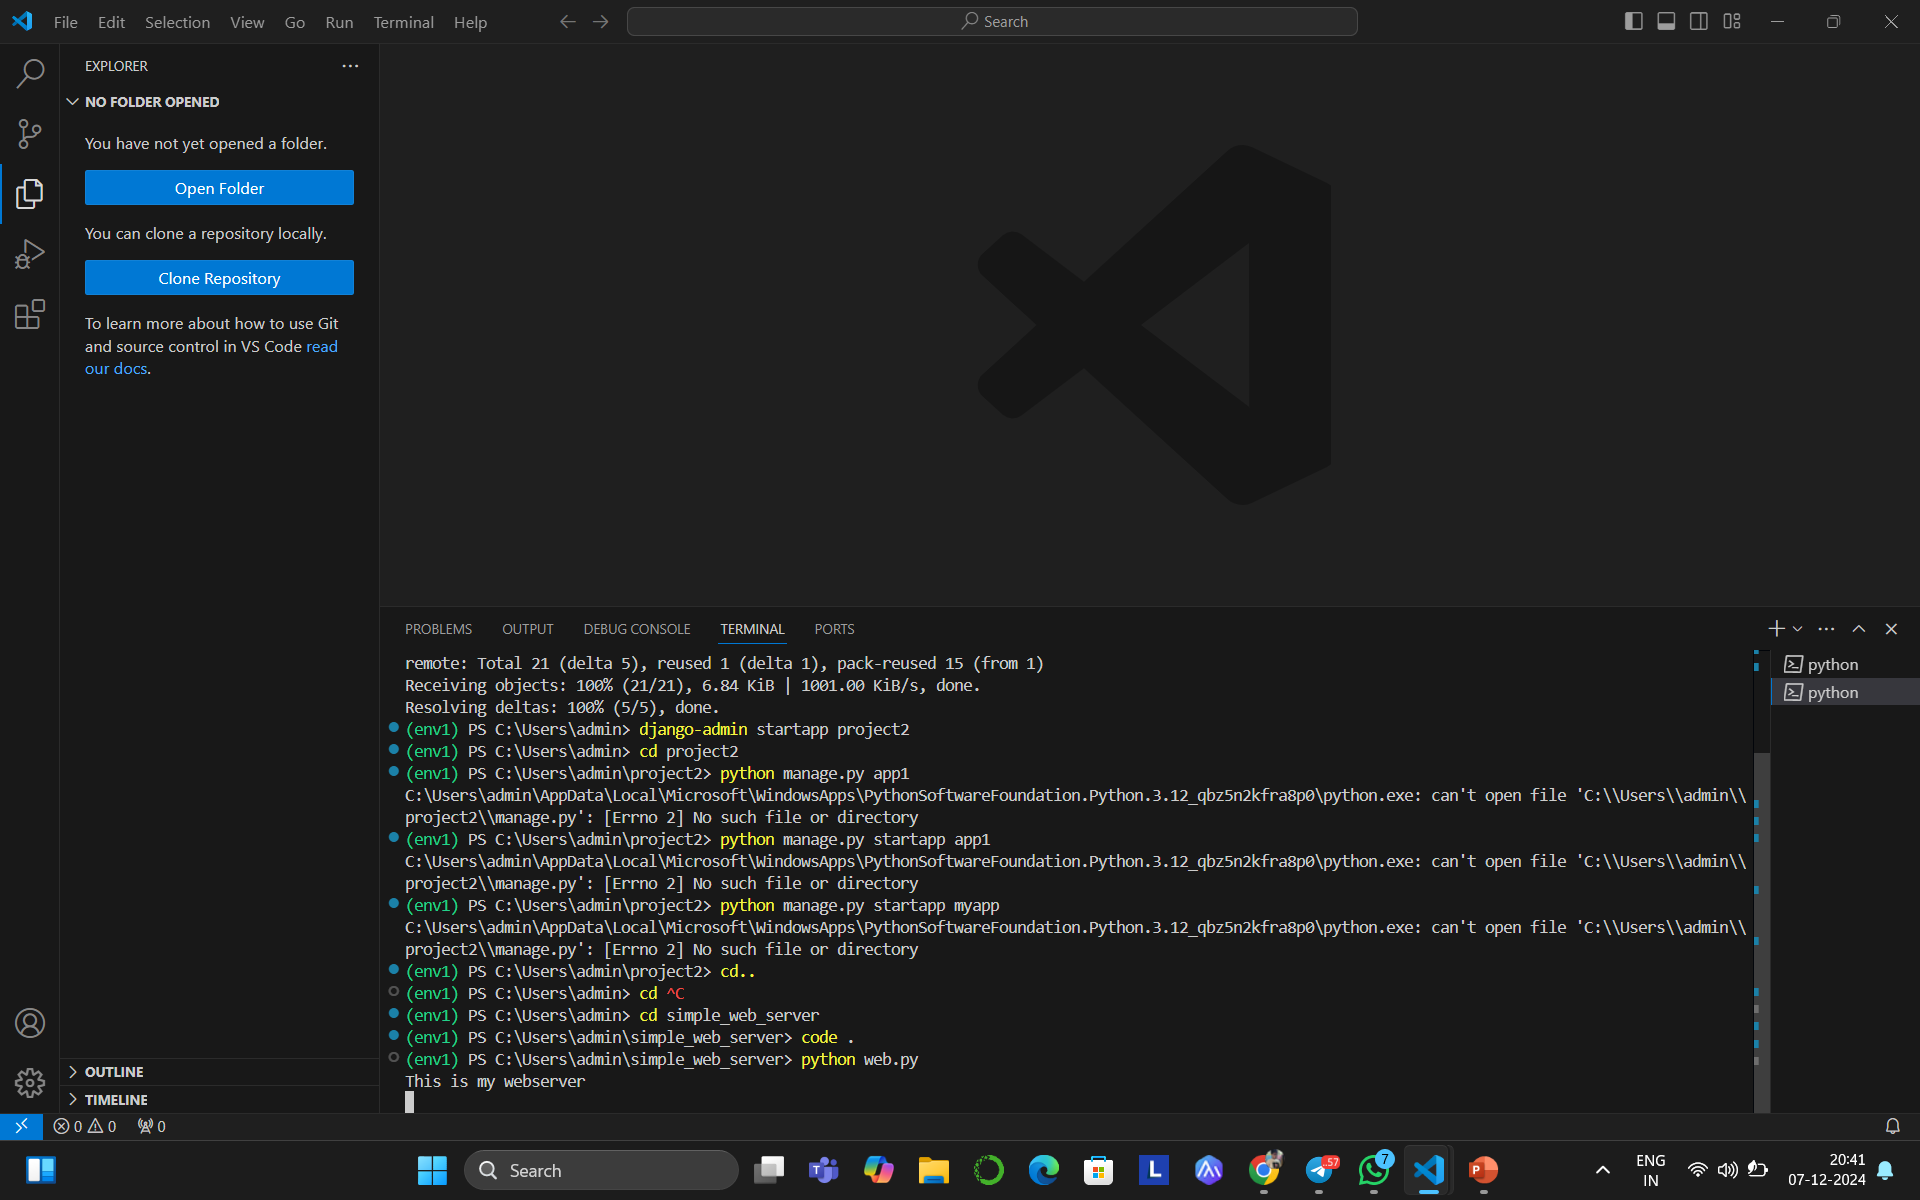 File Edit Selection View Go Run Terminal Help
Search
EXPLORER
NO FOLDER OPENED
You have not yet opened a folder.
Open Folder
You can clone a repository locally.
Clone Repository
To learn more about how to use Git
and source control in VS Code read
our docs.
OUTLINE
TIMELINE
PROBLEMS OUTPUT DEBUG CONSOLE TERMINAL PORTS
remote: Total 21 (delta 5), reused 1 (delta 1), pack-reused 15 (from 1)
Receiving objects: 100% (21/21), 6.84 KiB | 1001.00 KiB/s, done.
Resolving deltas: 100% (5/5), done.
(env1) PS C:\Users\admin> django-admin startapp project2
(env1) PS C:\Users\admin> cd project2
(env1) PS C:\Users\admin\project2> python manage.py app1
C:\Users\admin\AppData\Local\Microsoft\WindowsApps\PythonSoftwareFoundation.Python.3.12_qbz5n2kfra8p0\python.exe: can't open file 'C:\\Users\\admin\\
project2\\manage.py': [Errno 2] No such file or directory
(env1) PS C:\Users\admin\project2> python manage.py startapp app1
C:\Users\admin\AppData\Local\Microsoft\WindowsApps\PythonSoftwareFoundation.Python.3.12_qbz5n2kfra8p0\python.exe: can't open file 'C:\\Users\\admin\\
project2\\manage.py': [Errno 2] No such file or directory
(env1) PS C:\Users\admin\project2> python manage.py startapp myapp
C:\Users\admin\AppData\Local\Microsoft\WindowsApps\PythonSoftwareFoundation.Python.3.12_qbz5n2kfra8p0\python.exe: can't open file 'C:\\Users\\admin\\
project2\\manage.py': [Errno 2] No such file or directory
(env1) PS C:\Users\admin\project2> cd..
(env1) PS C:\Users\admin> cd ^C
(env1) PS C:\Users\admin> cd simple_web_server
(env1) PS C:\Users\admin\simple_web_server> code .
(env1) PS C:\Users\admin\simple_web_server> python web.py
This is my webserver
python
python
0 0 0
Search
L
.57
7
P
ENG
IN
20:41
07-12-2024